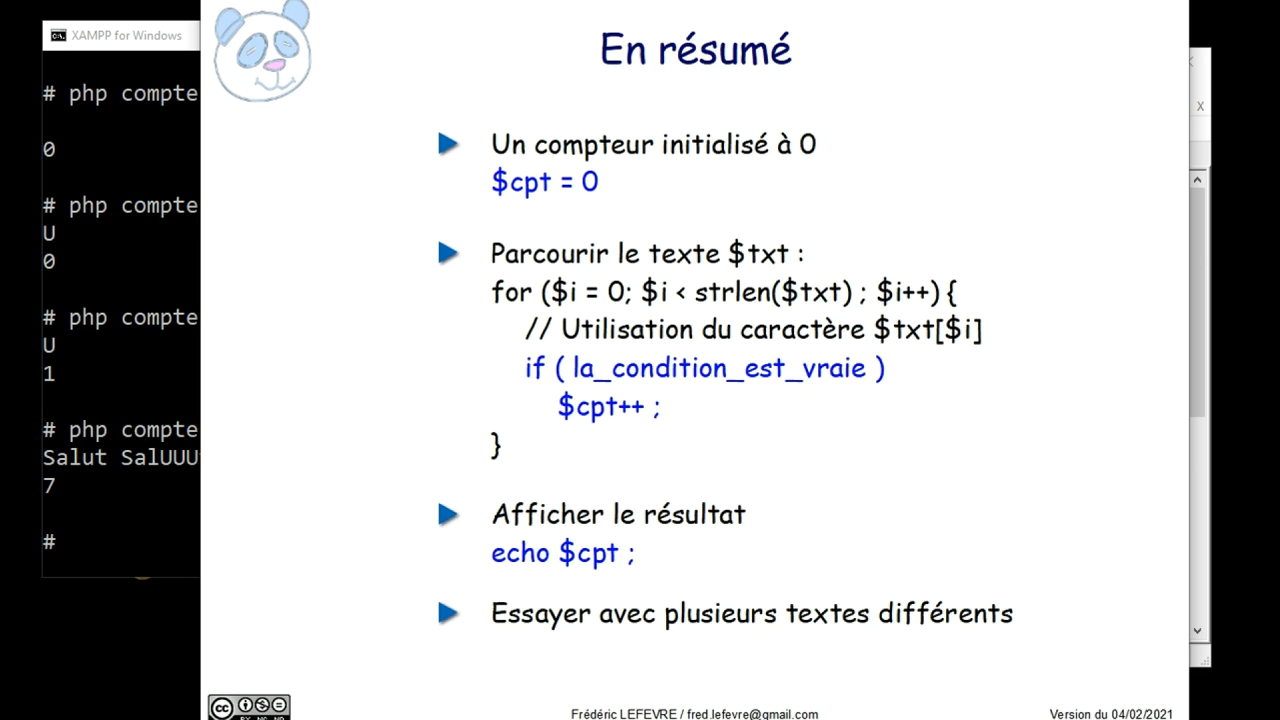 XAMPP for Windows
# php compte
0
# php compte
U
0
# php compte
U
1
# php compte
Salut SalUUU
7
#
En résumé
Un compteur initialisé à 0
$cpt = 0
Parcourir le texte $txt :
for ($i = 0; $i < strlen($txt) ; $i++) {
// Utilisation du caractère $txt[$i]
if ( la_condition_est_vraie )
$cpt++ ;
}
Afficher le résultat
echo $cpt ;
Essayer avec plusieurs textes différents
X
cc
Frédéric LEFEVRE / fred.lefevre@gmail.com
Version du 04/02/2021